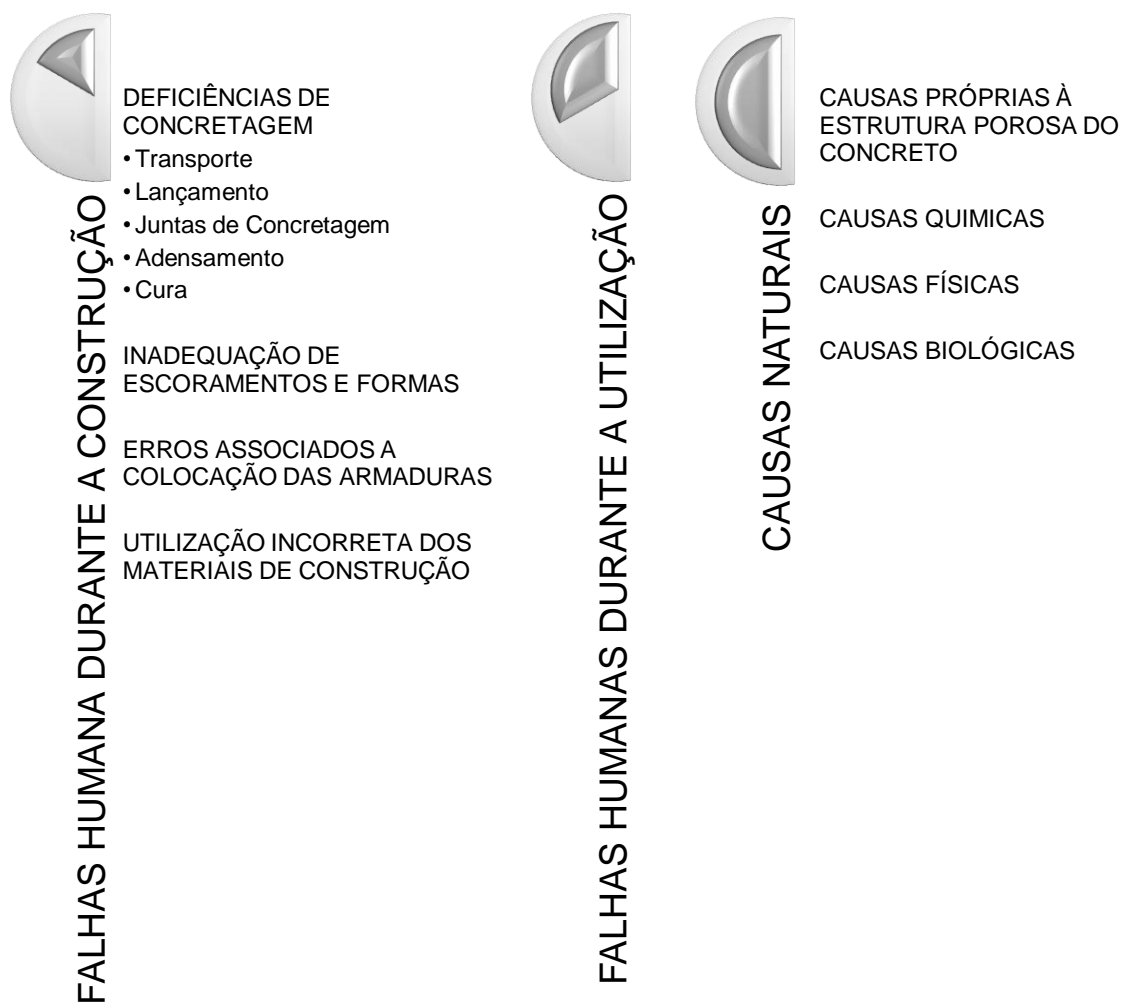 FALHAS HUMANA DURANTE A CONSTRUÇÃO
DEFICIÊNCIAS DE
CONCRETAGEM
• Transporte
• Lançamento
• Juntas de Concretagem
• Adensamento
• Cura
INADEQUAÇÃO DE
ESCORAMENTOS E FORMAS
ERROS ASSOCIADOS A
COLOCAÇÃO DAS ARMADURAS
UTILIZAÇÃO INCORRETA DOS
MATERIAIS DE CONSTRUÇÃO
FALHAS HUMANAS DURANTE A UTILIZAÇÃO
CAUSAS NATURAIS
CAUSAS PRÓPRIAS À
ESTRUTURA POROSA DO
CONCRETO
CAUSAS QUIMICAS
CAUSAS FÍSICAS
CAUSAS BIOLÓGICAS